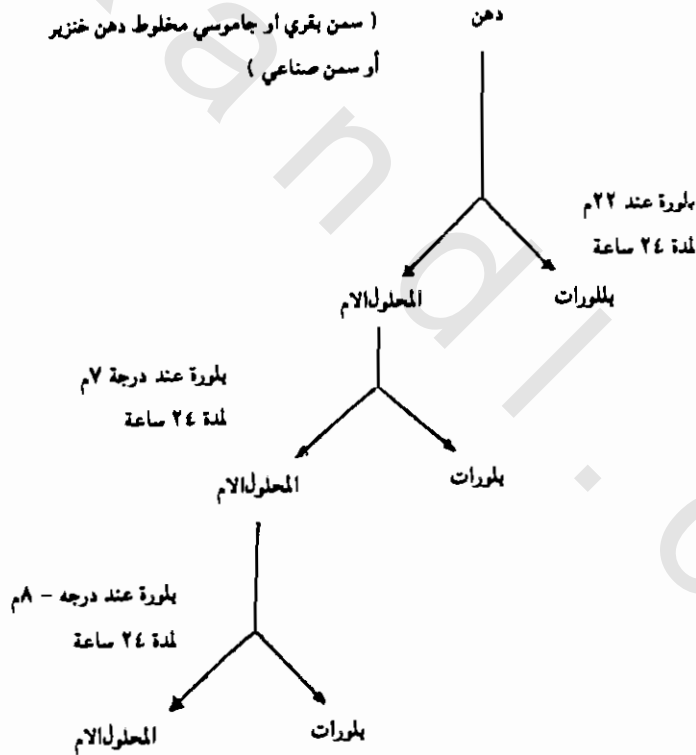 دهن
( سمن بقري او جاموسي مخلوط دهن خنزير
أو سمن صناعي )
بلورة عند ٢٢م
لمدة ٢٤ ساعة
بللورات
المحلول الام
بلورة عند درجة ٧م
لمدة ٢٤ ساعة
بلورات
المحلول الام
بلورة عند درجه – ٨م
لمدة ٢٤ ساعة
بلورات
المحلول الام